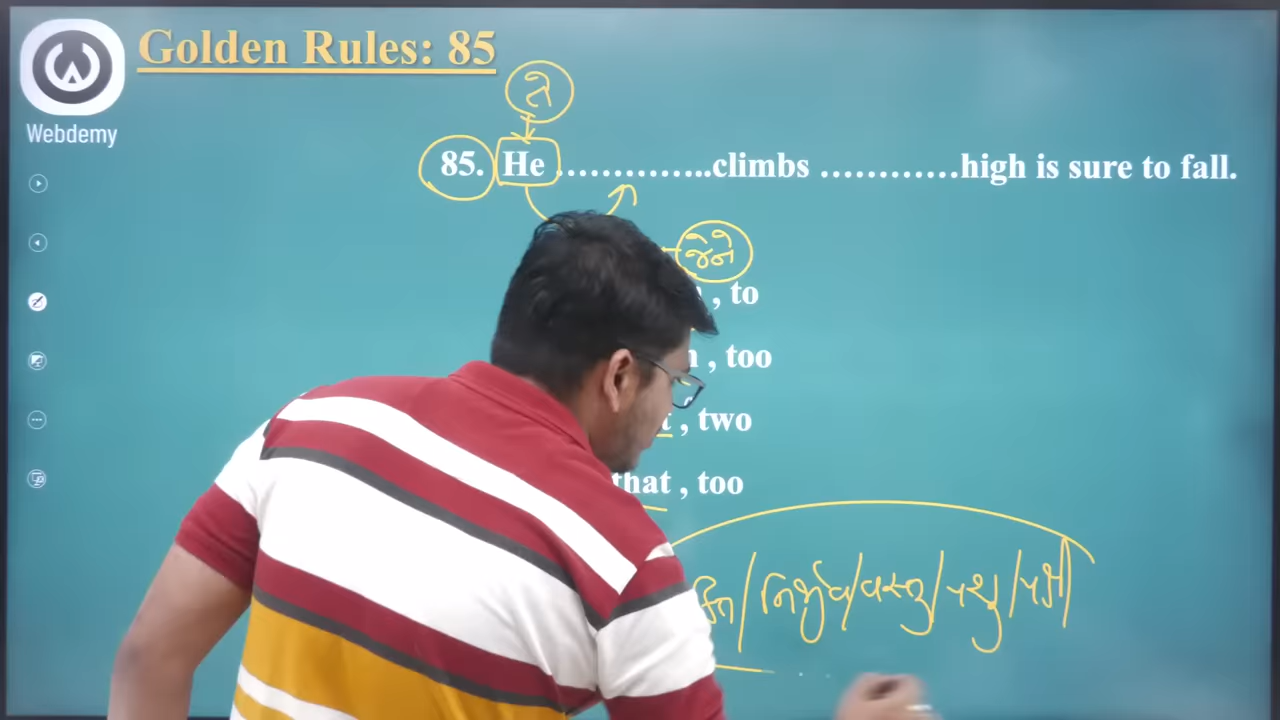 Golden Rules: 85
Webdemy
તે
85. He ……………climbs …………high is sure to fall.
જેને
, to
, too
, two
that , too
નિર્જીવ/વસ્તુ/પશુ/પક્ષી